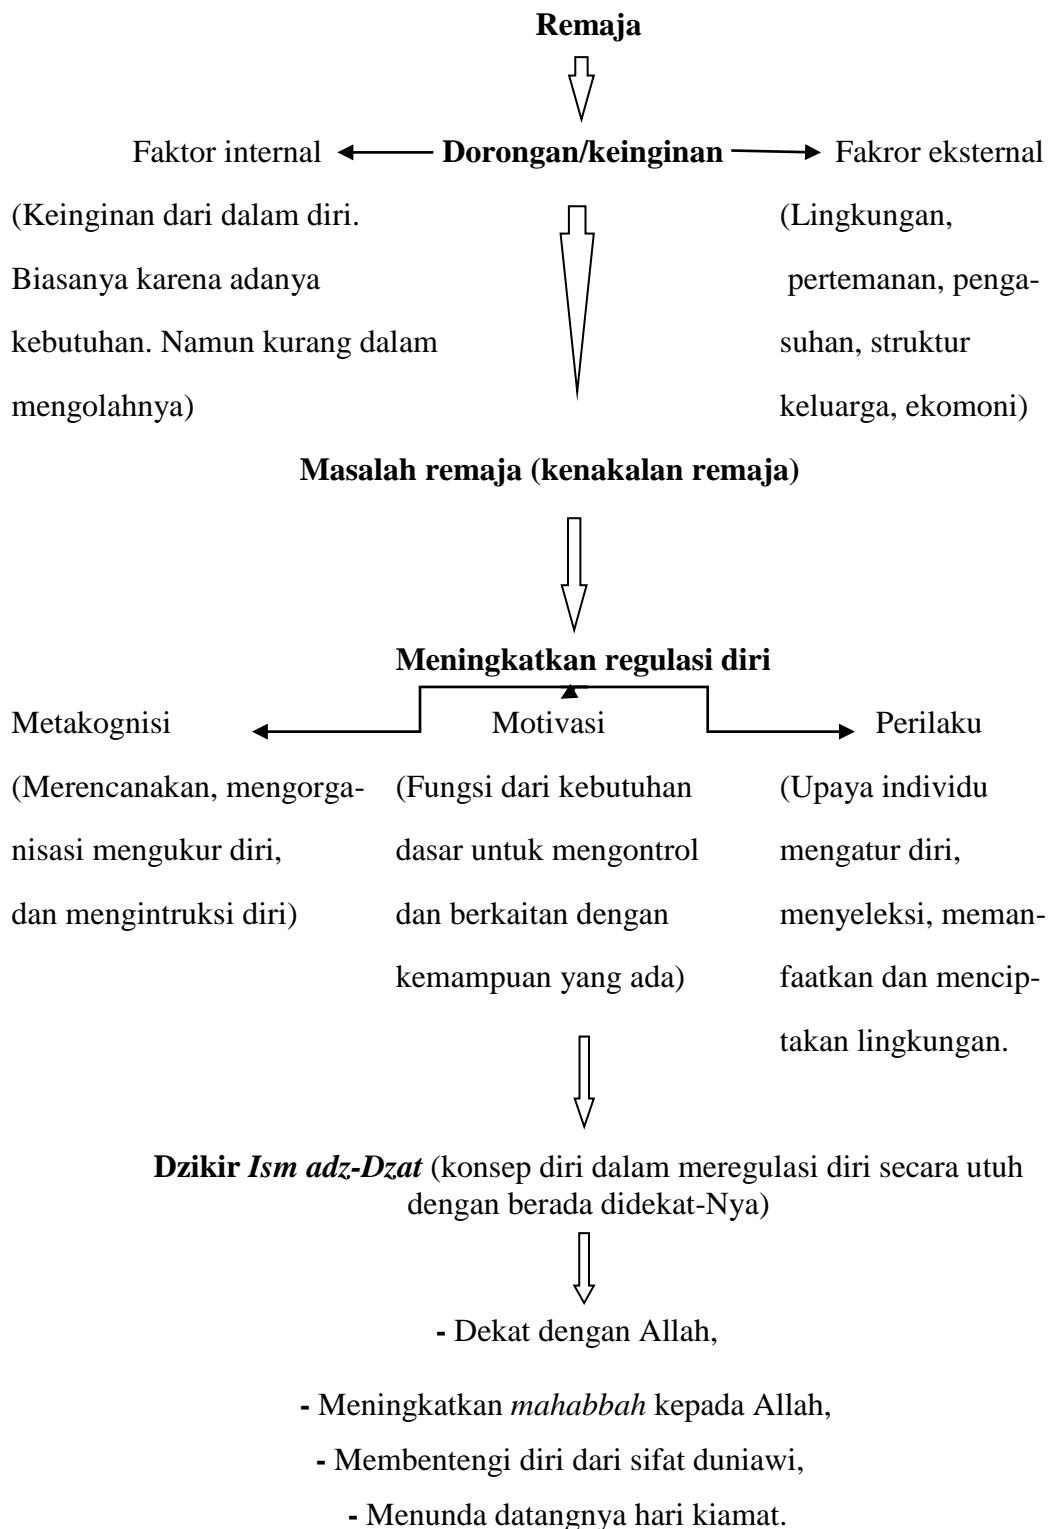 Remaja
Faktor internal
Dorongan/keinginan
Fakror eksternal
(Keinginan dari dalam diri.
Biasanya karena adanya
kebutuhan. Namun kurang dalam
mengolahnya)
(Lingkungan,
pertemanan, penga-
suhan, struktur
keluarga, ekomoni)
Masalah remaja (kenakalan remaja)
Meningkatkan regulasi diri
Metakognisi
(Merencanakan, mengorga-
nisasi mengukur diri,
dan mengintruksi diri)
Motivasi
(Fungsi dari kebutuhan
dasar untuk mengontrol
dan berkaitan dengan
kemampuan yang ada)
Perilaku
(Upaya individu
mengatur diri,
menyeleksi, meman-
faatkan dan mencip-
takan lingkungan.
Dzikir Ism adz-Dzat (konsep diri dalam meregulasi diri secara utuh
dengan berada didekat-Nya)
- Dekat dengan Allah,
- Meningkatkan mahabbah kepada Allah,
- Membentengi diri dari sifat duniawi,
- Menunda datangnya hari kiamat.